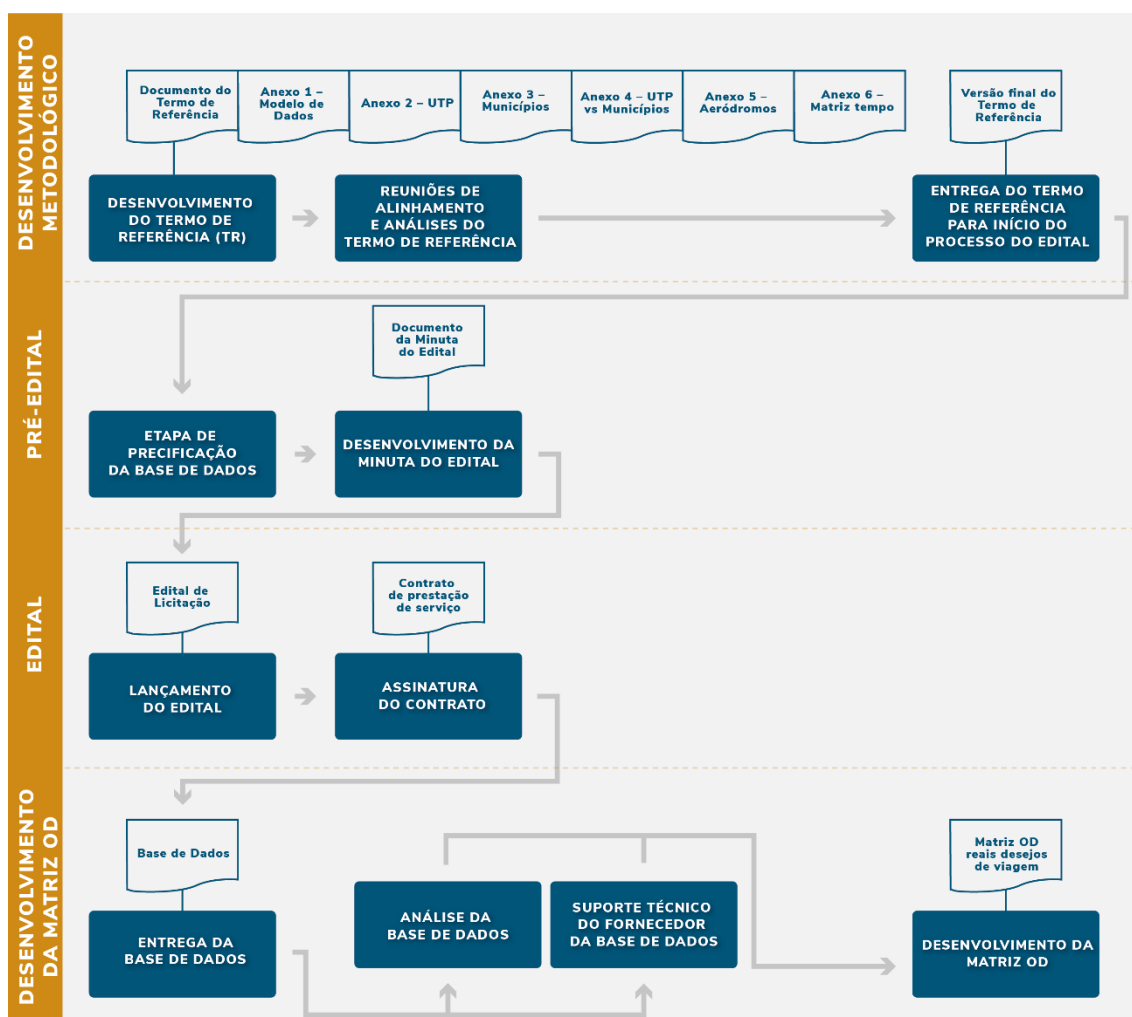 DESENVOLVIMENTO
METODOLÓGICO
Documento do
Termo de
Referência
Anexo 1 –
Modelo de
Dados
Anexo 2 – UTP
Anexo 3 –
Municípios
Anexo 4 – UTP
vs Municípios
Anexo 5 –
Aeródromos
Anexo 6 –
Matriz tempo
Versão final do
Termo de
Referência
DESENVOLVIMENTO
DO TERMO DE
REFERÊNCIA (TR)
REUNIÕES DE
ALINHAMENTO
E ANÁLISES DO
TERMO DE REFERÊNCIA
ENTREGA DO TERMO
DE REFERÊNCIA
PARA INÍCIO DO
PROCESSO DO EDITAL
PRÉ-EDITAL
Documento
da Minuta
do Edital
ETAPA DE
PRECIFICAÇÃO
DA BASE DE DADOS
DESENVOLVIMENTO DA
MINUTA DO EDITAL
EDITAL
Edital de
Licitação
Contrato
de prestação
de serviço
LANÇAMENTO
DO EDITAL
ASSINATURA
DO CONTRATO
DESENVOLVIMENTO
DA MATRIZ OD
Base de Dados
Matriz OD
reais desejos
de viagem
ENTREGA DA
BASE DE DADOS
ANÁLISE DA
BASE DE DADOS
SUPORTE TÉCNICO
DO FORNECEDOR
DA BASE DE DADOS
DESENVOLVIMENTO DA
MATRIZ OD